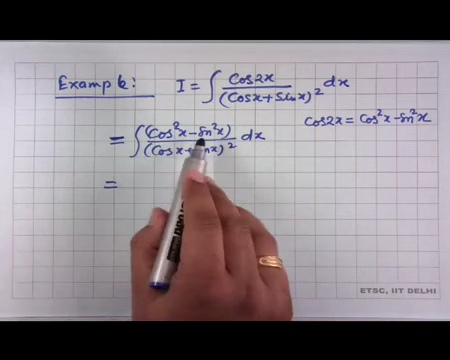 Example: I = ∫ Cos2x / (Cosx + Sinx)² dx
Cos2x = Cos²x - Sin²x
= ∫ (Cos²x - Sin²x) / (Cosx + Sinx)² dx
=
ETSC, IIT DELHI